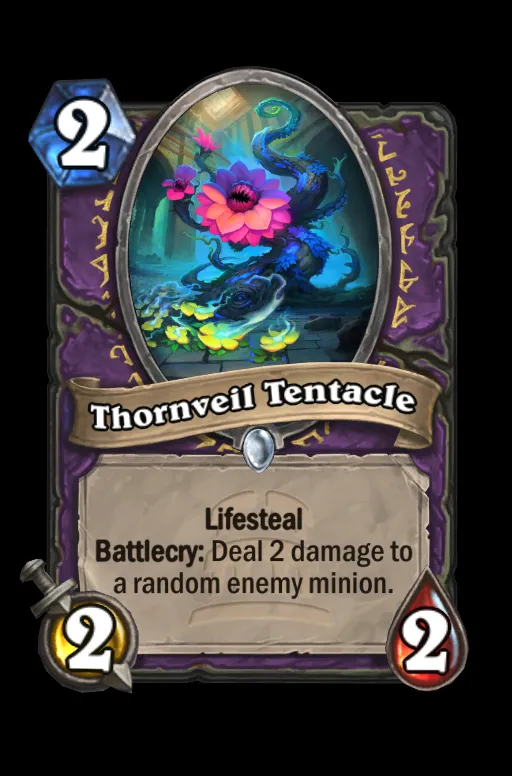 2
Thornveil Tentacle
Lifesteal
Battlecry: Deal 2 damage to
a random enemy minion.
2
2